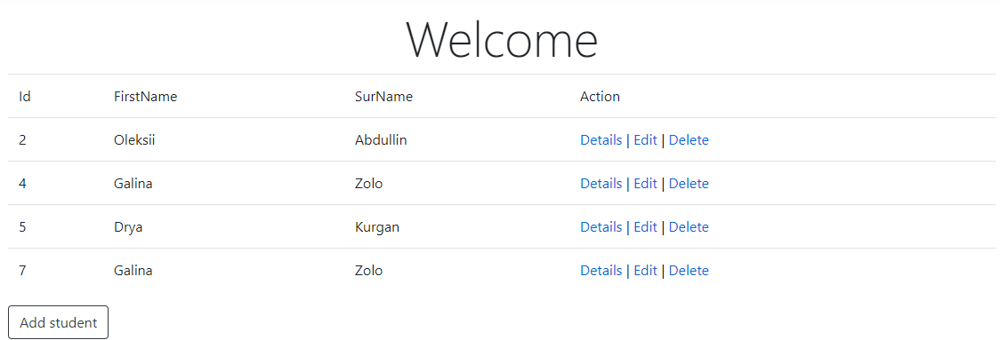 Welcome
Id FirstName SurName Action
2 Oleksii Abdullin Details | Edit | Delete
4 Galina Zolo Details | Edit | Delete
5 Drya Kurgan Details | Edit | Delete
7 Galina Zolo Details | Edit | Delete
Add student